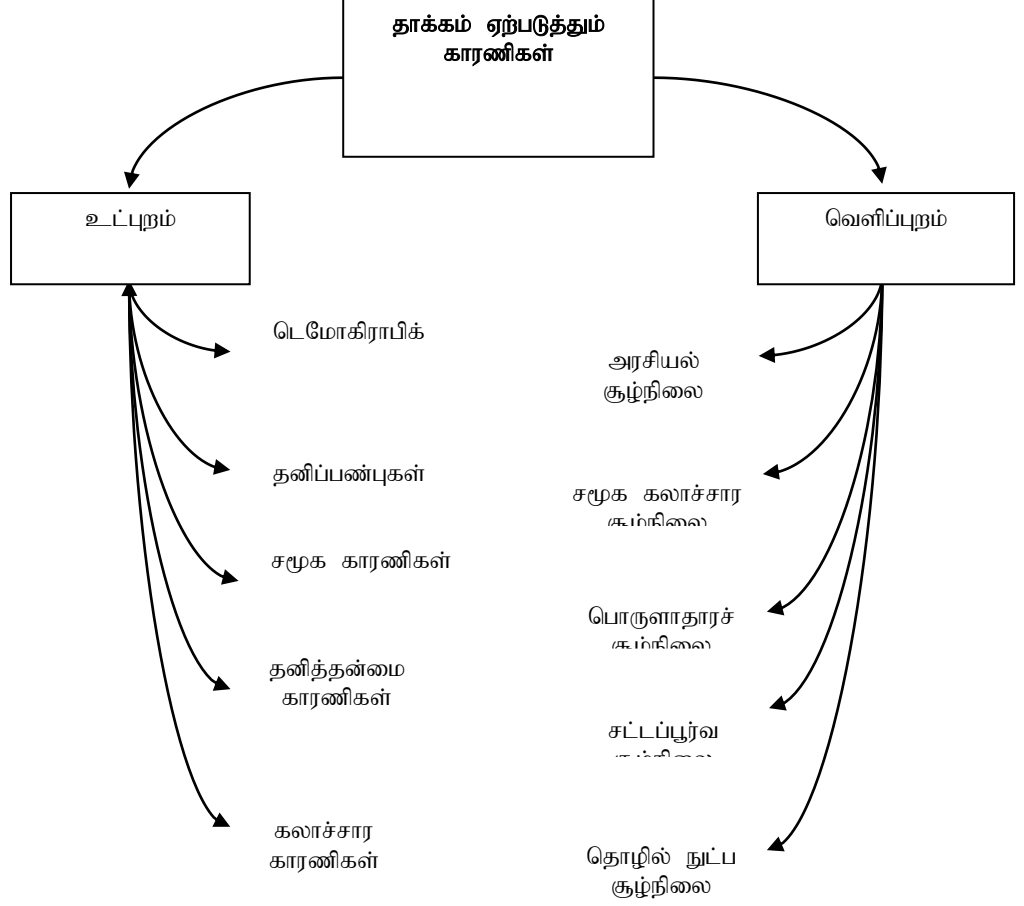 தாக்கம் ஏற்படுத்தும்
காரணிகள்
உட்புறம்
வெளிப்புறம்
டெமோகிராபிக்
தனிப்பண்புகள்
சமூக காரணிகள்
தனித்தன்மை
காரணிகள்
கலாச்சார
காரணிகள்
அரசியல்
சூழ்நிலை
சமூக கலாச்சார
சூழ்நிலை
பொருளாதாரச்
சூழ்நிலை
சட்டப்பூர்வ
சூழ்நிலை
தொழில் நுட்ப
சூழ்நிலை